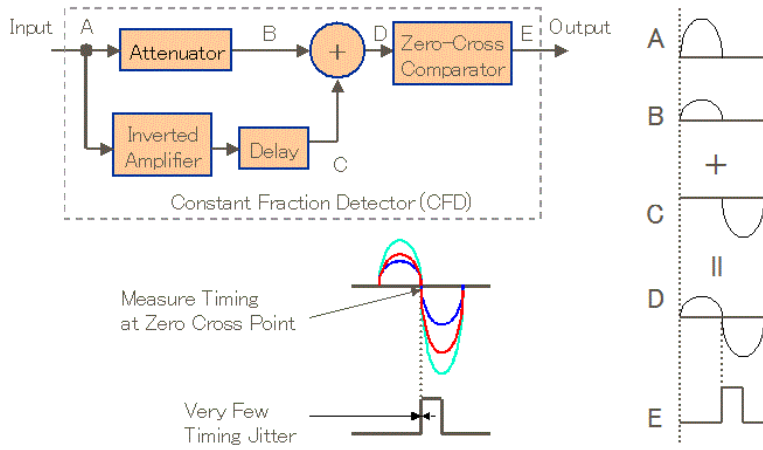 Input
A
Attenuator
B
+
D
Zero-Cross
Comparator
E
Output
Inverted
Amplifier
Delay
C
Constant Fraction Detector (CFD)
Measure Timing
at Zero Cross Point
Very Few
Timing Jitter
A
B
+
C
=
D
E